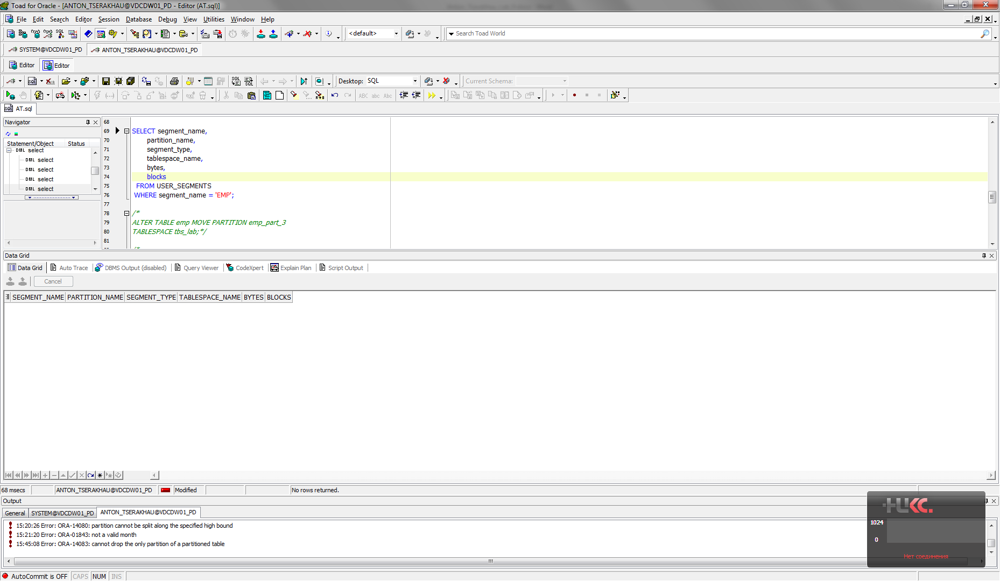 Toad for Oracle - [ANTON_TSERAKHAU@VDCDW01_PD - Editor (AT.sql)]
File Edit Search Editor Session Database Debug View Utilities Window Help
<default> Search Toad World
SYSTEM@VDCDW01_PD ANTON_TSERAKHAU@VDCDW01_PD
Editor Editor
Desktop: SQL Current Schema:
AT.sql
Navigator
Statement/Object Status
DML select
DML select
DML select
DML select
DML select
68
69 SELECT segment_name,
70 partition_name,
71 segment_type,
72 tablespace_name,
73 bytes,
74 blocks
75 FROM USER_SEGMENTS
76 WHERE segment_name = 'EMP';
77
78 /*
79 ALTER TABLE emp MOVE PARTITION emp_part_3
80 TABLESPACE tbs_lab;*/
81
Data Grid
Data Grid Auto Trace DBMS Output (disabled) Query Viewer CodeXpert Explain Plan Script Output
Cancel
SEGMENT_NAME PARTITION_NAME SEGMENT_TYPE TABLESPACE_NAME BYTES BLOCKS
68 msecs ANTON_TSERAKHAU@VDCDW01_PD Modified No rows returned.
Output
General SYSTEM@VDCDW01_PD ANTON_TSERAKHAU@VDCDW01_PD
15:20:26 Error: ORA-14080: partition cannot be split along the specified high bound
15:21:20 Error: ORA-01843: not a valid month
15:45:08 Error: ORA-14083: cannot drop the only partition of a partitioned table
1024
0
Нет соединения
AutoCommit is OFF CAPS NUM INS